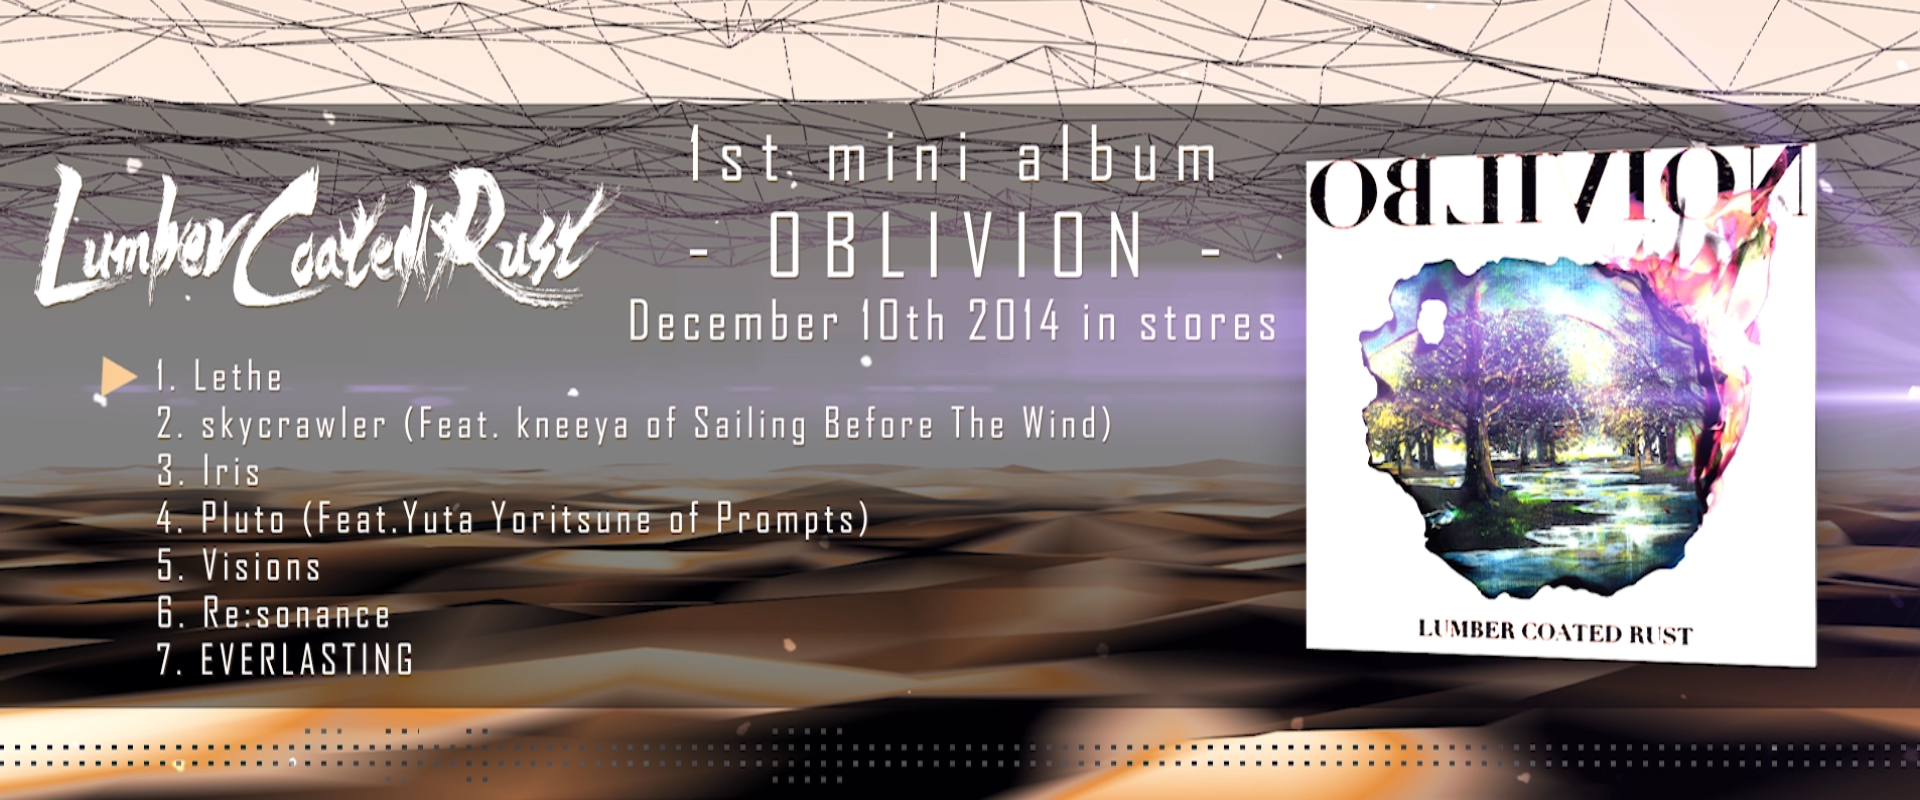 Lumber Coated Rust
1st mini album
- OBLIVION -
December 10th 2014 in stores
1. Lethe
2. skycrawler (Feat. kneeya of Sailing Before The Wind)
3. Iris
4. Pluto (Feat.Yuta Yoritsune of Prompts)
5. Visions
6. Re:sonance
7. EVERLASTING
OBLIVION
LUMBER COATED RUST